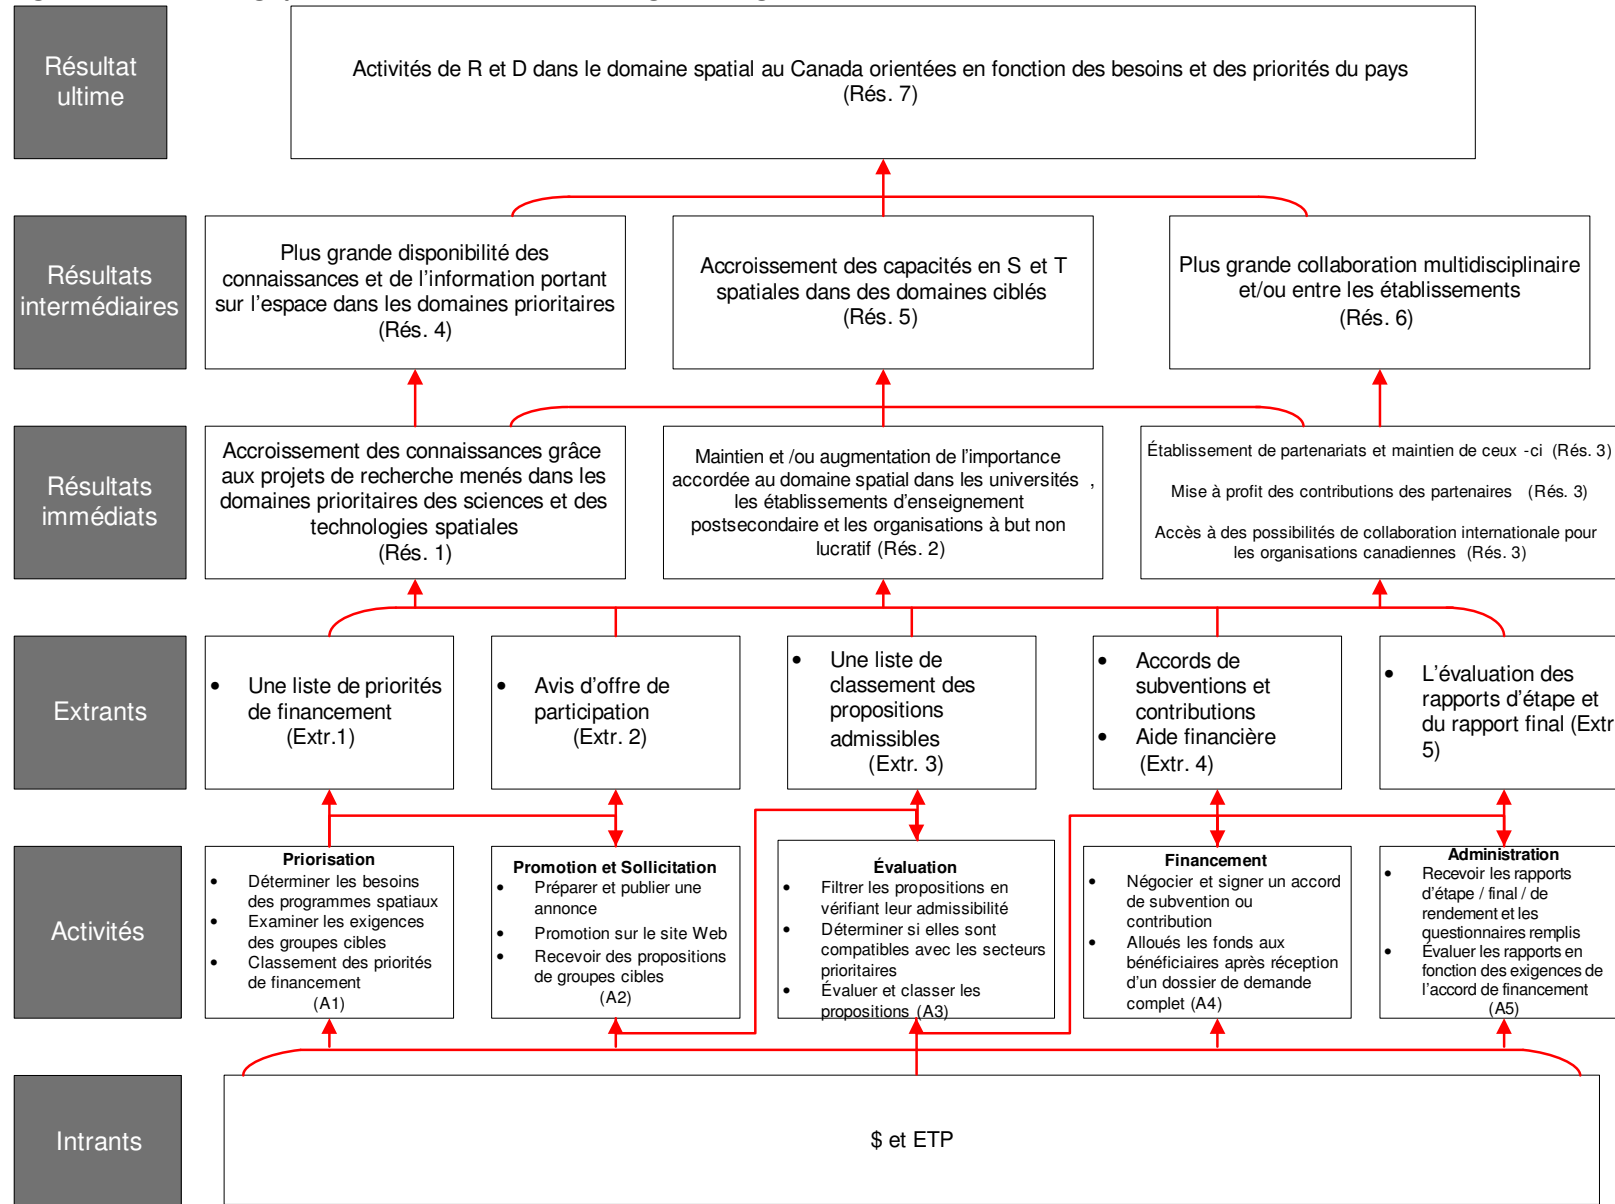 Résultat
ultime
Activités de R et D dans le domaine spatial au Canada orientées en fonction des besoins et des priorités du pays
(Rés. 7)
Résultats
intermédiaires
Plus grande disponibilité des
connaissances et de l'information portant
sur l'espace dans les domaines prioritaires
(Rés. 4)
Accroissement des capacités en S et T
spatiales dans des domaines ciblés
(Rés. 5)
Plus grande collaboration multidisciplinaire
et/ou entre les établissements
(Rés. 6)
Résultats
immédiats
Accroissement des connaissances grâce
aux projets de recherche menés dans les
domaines prioritaires des sciences et des
technologies spatiales
(Rés. 1)
Maintien et /ou augmentation de l'importance
accordée au domaine spatial dans les universités ,
les établissements d'enseignement
postsecondaire et les organisations à but non
lucratif (Rés. 2)
Établissement de partenariats et maintien de ceux -ci (Rés. 3)
Mise à profit des contributions des partenaires (Rés. 3)
Accès à des possibilités de collaboration internationale pour
les organisations canadiennes (Rés. 3)
Extrants
• Une liste de priorités
de financement
(Extr.1)
• Avis d'offre de
participation
(Extr. 2)
• Une liste de
classement des
propositions
admissibles
(Extr. 3)
• Accords de
subventions et
contributions
• Aide financière
(Extr. 4)
• L'évaluation des
rapports d'étape et
du rapport final (Extr
5)
Activités
Priorisation
• Déterminer les besoins
des programmes spatiaux
• Examiner les exigences
des groupes cibles
• Classement des priorités
de financement
(A1)
Promotion et Sollicitation
• Préparer et publier une
annonce
• Promotion sur le site Web
• Recevoir des propositions
de groupes cibles
(A2)
Évaluation
• Filtrer les propositions en
vérifiant leur admissibilité
• Déterminer si elles sont
compatibles avec les secteurs
prioritaires
• Évaluer et classer les
propositions (A3)
Financement
• Négocier et signer un accord
de subvention ou
contribution
• Alloués les fonds aux
bénéficiaires après réception
d'un dossier de demande
complet (A4)
Administration
• Recevoir les rapports
d'étape / final / de
rendement et les
questionnaires remplis
• Évaluer les rapports en
fonction des exigences de
l'accord de financement
(A5)
Intrants
$ et ETP